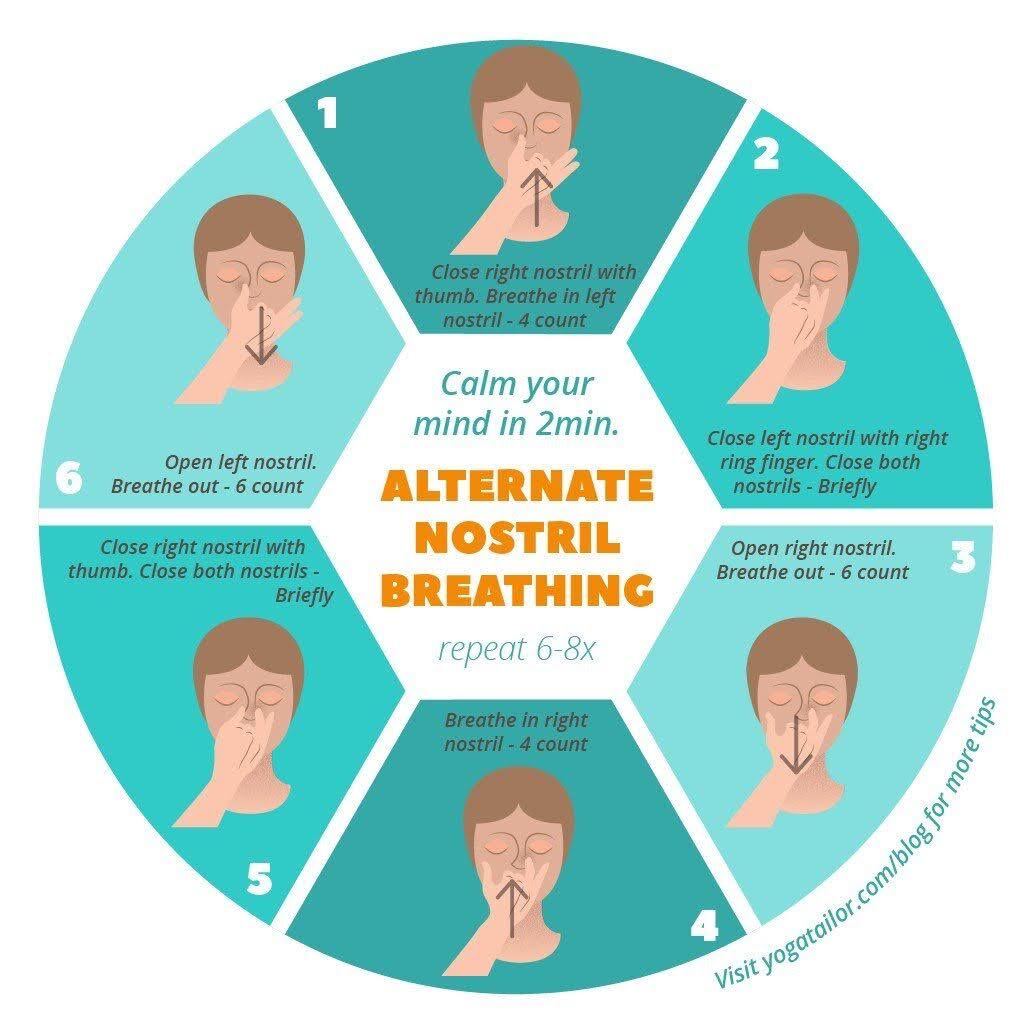 1
Close right nostril with
thumb. Breathe in left
nostril - 4 count
2
Close left nostril with right
ring finger. Close both
nostrils - Briefly
3
Open right nostril.
Breathe out - 6 count
4
Breathe in right
nostril - 4 count
5
Close right nostril with
thumb. Close both nostrils -
Briefly
6
Open left nostril.
Breathe out - 6 count
Calm your
mind in 2min.
ALTERNATE
NOSTRIL
BREATHING
repeat 6-8x
Visit yogatailor.com/blog for more tips